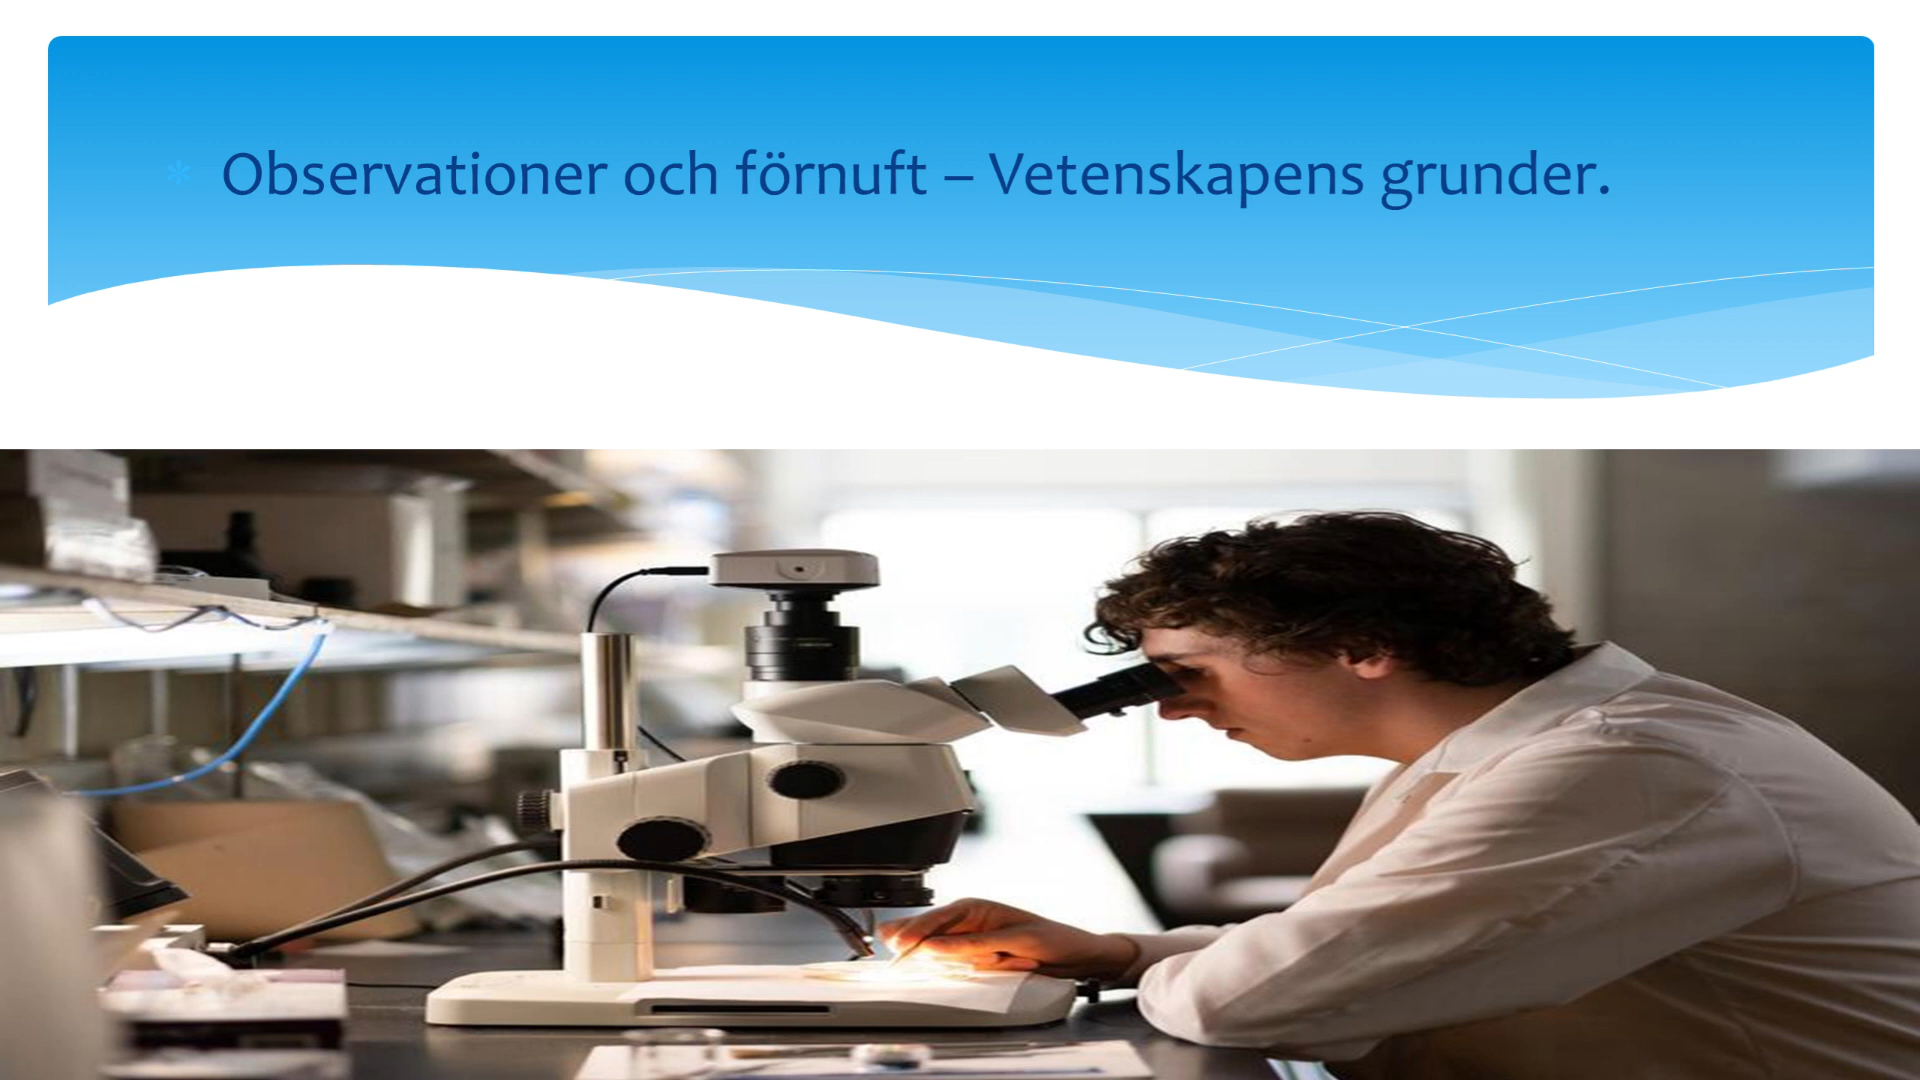 * Observationer och förnuft – Vetenskapens grunder.